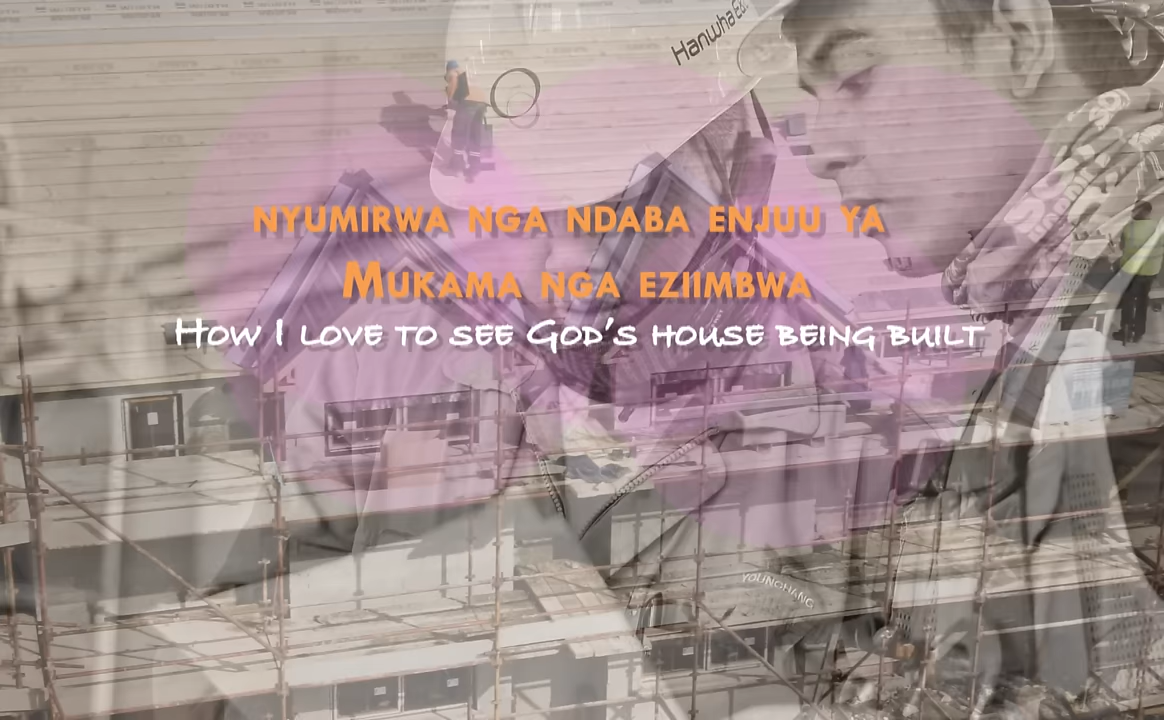 Hanwha
NYUMIRWA NGA NDABA ENJUU YA
MUKAMA NGA EZIIMBWA
HOW I LOVE TO SEE GOD'S HOUSE BEING BUILT
YOUNGHANG